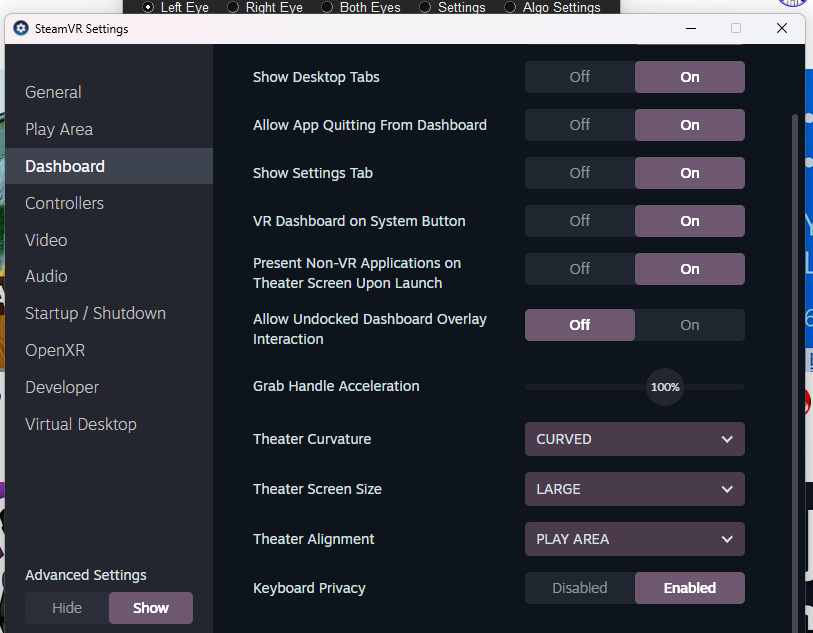 Left Eye Right Eye Both Eyes Settings Algo Settings
SteamVR Settings
General
Play Area
Dashboard
Controllers
Video
Audio
Startup / Shutdown
OpenXR
Developer
Virtual Desktop
Advanced Settings
Hide Show
Show Desktop Tabs Off On
Allow App Quitting From Dashboard Off On
Show Settings Tab Off On
VR Dashboard on System Button Off On
Present Non-VR Applications on
Theater Screen Upon Launch Off On
Allow Undocked Dashboard Overlay
Interaction Off On
Grab Handle Acceleration 100%
Theater Curvature CURVED
Theater Screen Size LARGE
Theater Alignment PLAY AREA
Keyboard Privacy Disabled Enabled